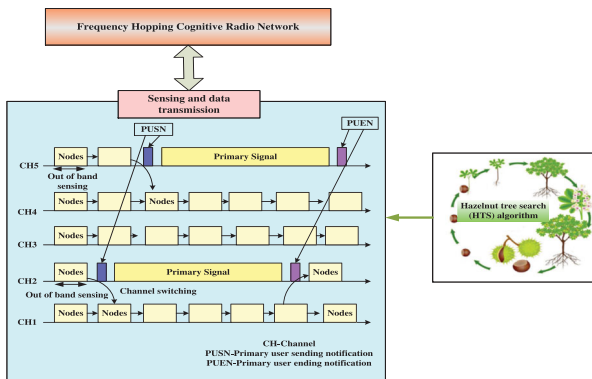 Frequency Hopping Cognitive Radio Network
Sensing and data
transmission
PUSN
PUEN
CH5
Nodes
Primary Signal
Out of band
sensing
CH4
Nodes
Nodes
Hazelnut tree search
(HTS) algorithm
CH3
Nodes
CH2
Nodes
Primary Signal
Nodes
Out of band sensing
Channel switching
CH1
Nodes
Nodes
Nodes
CH-Channel
PUSN-Primary user sending notification
PUEN-Primary user ending notification